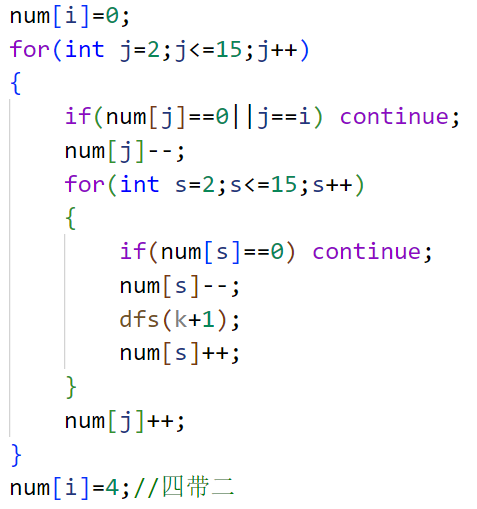 num[i]=0;
for(int j=2;j<=15;j++)
{
    if(num[j]==0||j==i) continue;
    num[j]--;
    for(int s=2;s<=15;s++)
    {
        if(num[s]==0) continue;
        num[s]--;
        dfs(k+1);
        num[s]++;
    }
    num[j]++;
}
num[i]=4;//四带二